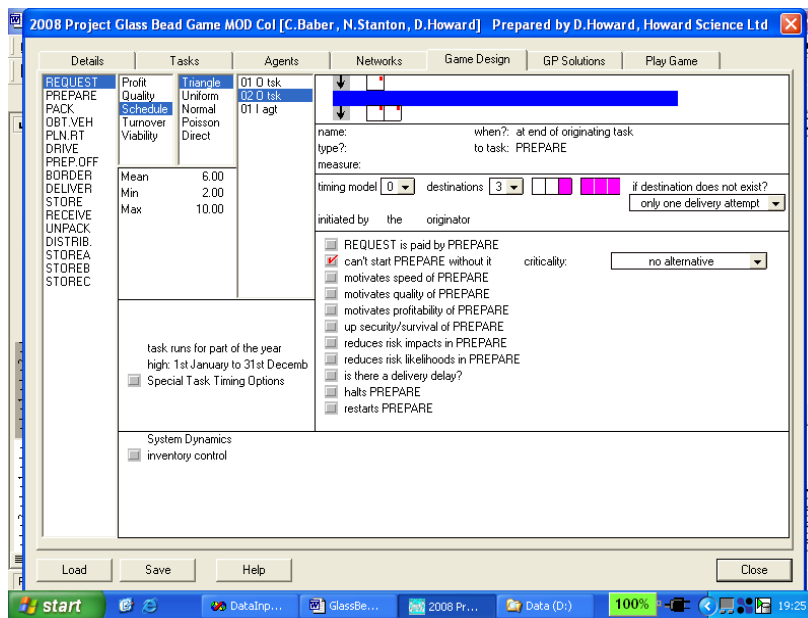 2008 Project Glass Bead Game MOD Col [C.Baber, N.Stanton, D.Howard] Prepared by D.Howard, Howard Science Ltd
Details Tasks Agents Networks Game Design GP Solutions Play Game
REQUEST
PREPARE
PACK
OBT.VEH
PLN.RT
DRIVE
PREP.OFF
BORDER
DELIVER
STORE
RECEIVE
UNPACK
DISTRIB.
STOREA
STOREB
STOREC
Profit
Quality
Schedule
Turnover
Viability
Triangle
Uniform
Normal
Poisson
Direct
01 O tsk
02 O tsk
01 I agt
Mean 6.00
Min 2.00
Max 10.00
task runs for part of the year
high: 1st January to 31st Decemb
Special Task Timing Options
name: when?: at end of originating task
type?: to task: PREPARE
measure:
timing model 0 destinations 3 if destination does not exist?
only one delivery attempt
initiated by the originator
REQUEST is paid by PREPARE
can't start PREPARE without it criticality: no alternative
motivates speed of PREPARE
motivates quality of PREPARE
motivates profitability of PREPARE
up security/survival of PREPARE
reduces risk impacts in PREPARE
reduces risk likelihoods in PREPARE
is there a delivery delay?
halts PREPARE
restarts PREPARE
System Dynamics
inventory control
Load Save Help Close
start DataInp... GlassBe... 2008 Pr... Data (D:) 100% 19:25